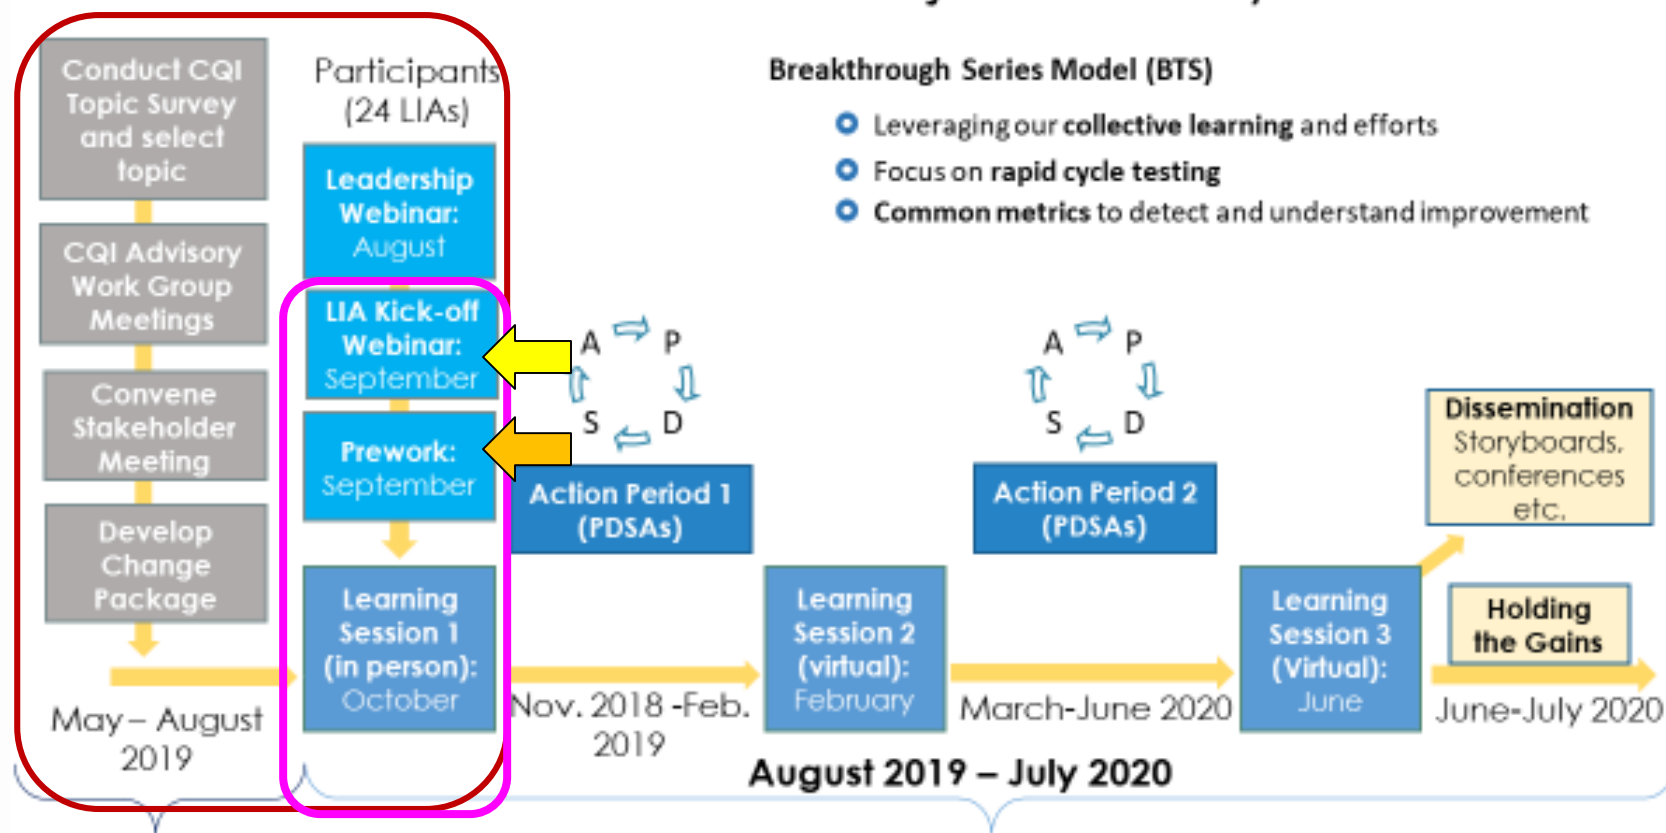 Breakthrough Series Model (BTS)
Leveraging our collective learning and efforts
Focus on rapid cycle testing
Common metrics to detect and understand improvement
Conduct CQI
Topic Survey
and select
topic
CQI Advisory
Work Group
Meetings
Convene
Stakeholder
Meeting
Develop
Change
Package
May – August
2019
Participants
(24 LIAs)
Leadership
Webinar:
August
LIA Kick-off
Webinar:
September
Prework:
September
Learning
Session 1
(in person):
October
A
P
S
D
Action Period 1
(PDSAs)
Nov. 2018 -Feb.
2019
Learning
Session 2
(virtual):
February
A
P
S
D
Action Period 2
(PDSAs)
March-June 2020
Learning
Session 3
(Virtual):
June
Dissemination
Storyboards,
conferences
etc.
Holding
the Gains
June-July 2020
August 2019 – July 2020